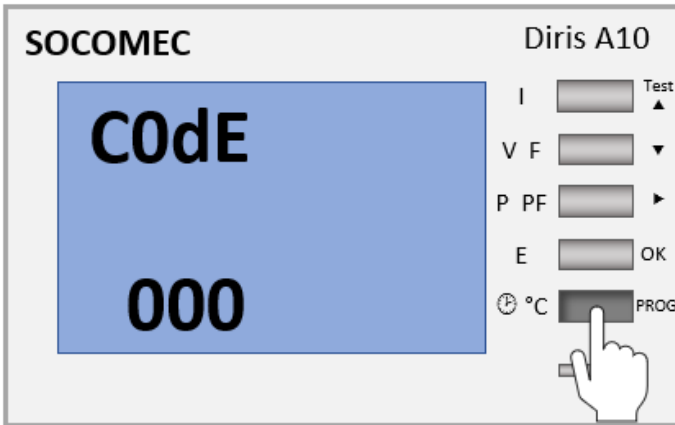 SOCOMEC
Diris A10
C0dE
000
I Test
V F
P PF
E OK
°C PROG